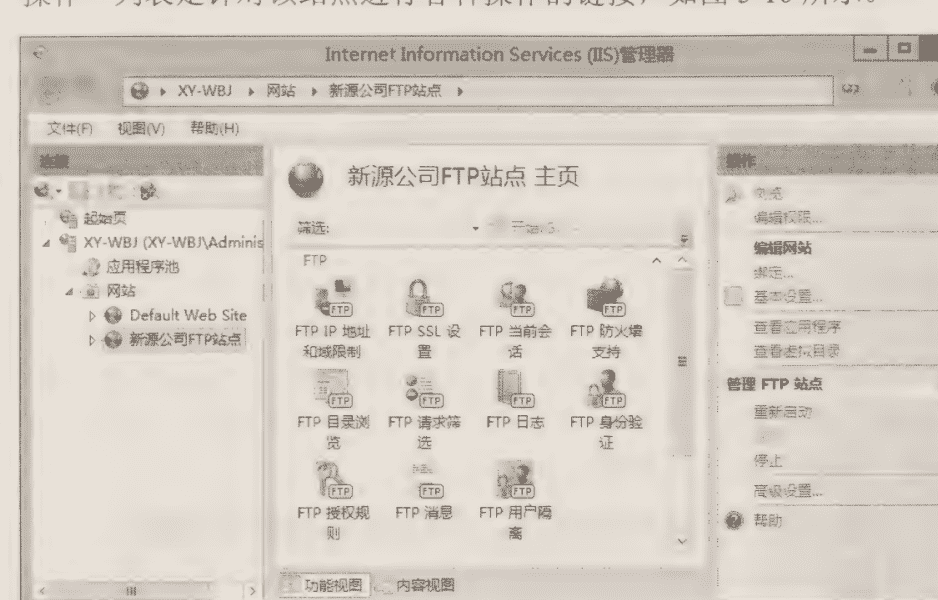 Internet Information Services (IIS)管理器
XY-WBJ 网站 新源公司FTP站点
文件(F) 视图(V) 帮助(H)
连接
起始页
XY-WBJ (XY-WBJ\Adminis
应用程序池
网站
Default Web Site
新源公司FTP站点
新源公司FTP站点 主页
筛选:
FTP
FTP IP 地址
和域限制
FTP SSL 设
置
FTP 当前会
话
FTP 防火墙
支持
FTP 目录浏
览
FTP 请求筛
选
FTP 日志
FTP 身份验
证
FTP 授权规
则
FTP 消息
FTP 用户隔
离
功能视图 内容视图
操作
浏览
编辑权限...
编辑网站
绑定...
基本设置...
查看应用程序
查看虚拟目录
管理 FTP 站点
重新启动
停止
高级设置...
帮助